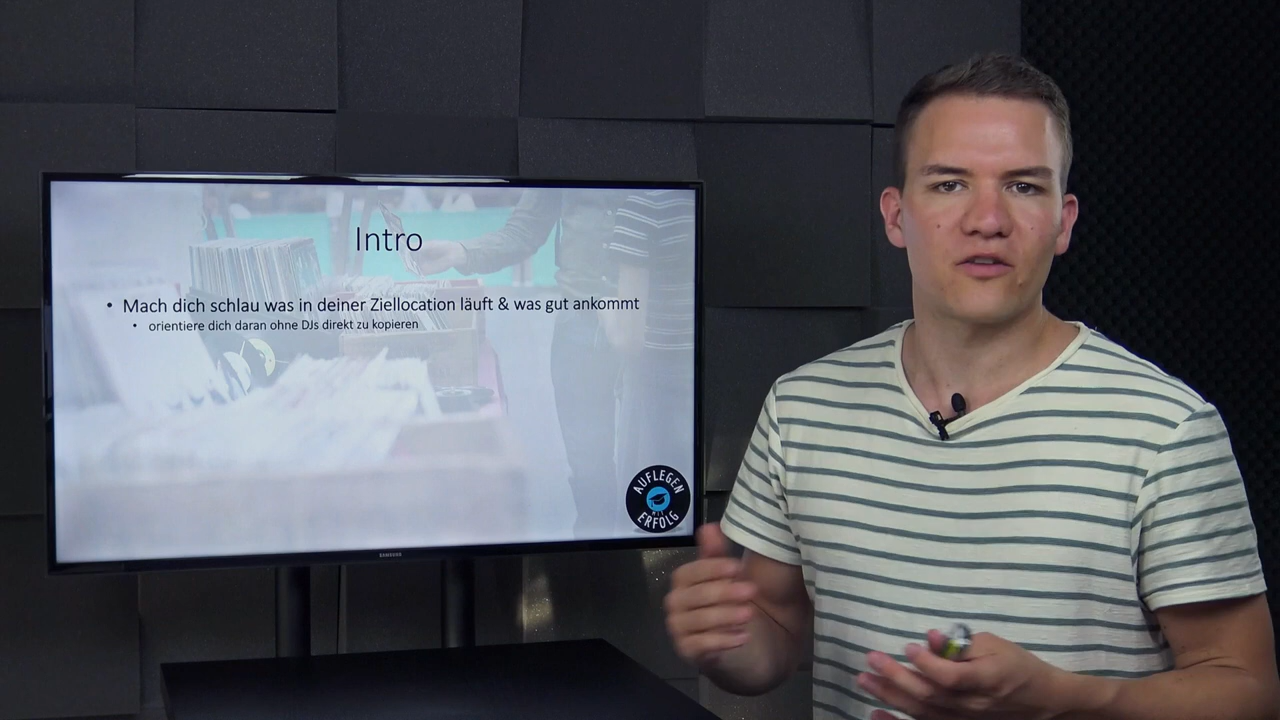 Intro
• Mach dich schlau was in deiner Ziellocation läuft & was gut ankommt
• orientiere dich daran ohne DJs direkt zu kopieren
AUFLEGEN
MIT
ERFOLG
SAMSUNG